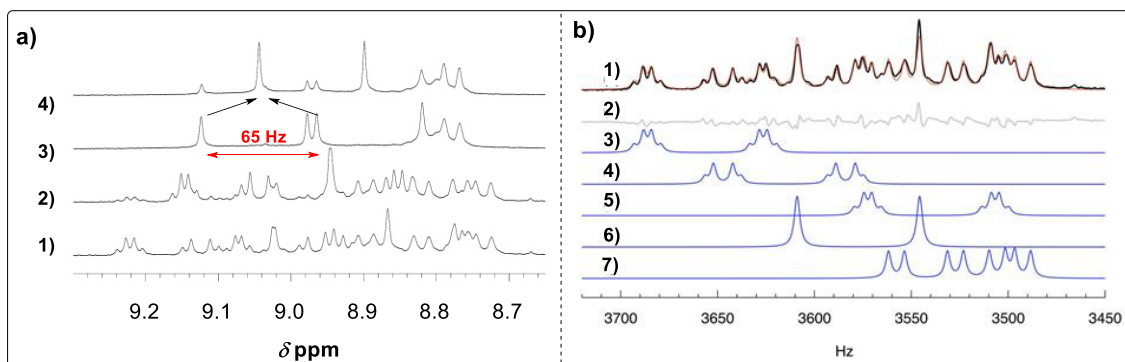 a)
4)
3)
65 Hz
2)
1)
9.2 9.1 9.0 8.9 8.8 8.7
δ ppm
b)
1)
2)
3)
4)
5)
6)
7)
3700 3650 3600 3550 3500 3450
Hz